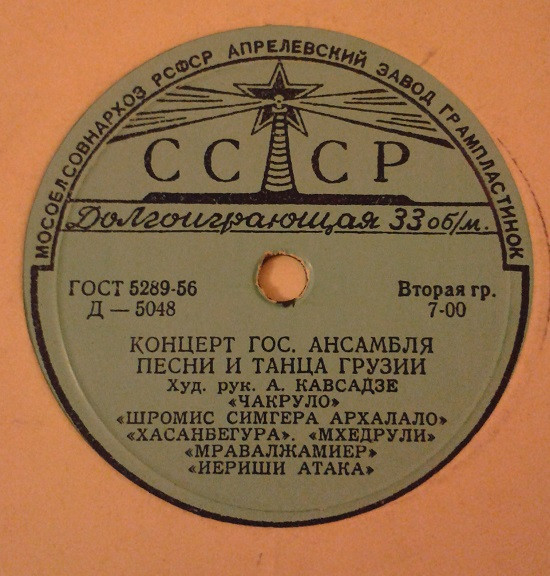 МОСОБЛСОВНАРХОЗ РСФСР АПРЕЛЕВСКИЙ ЗАВОД ГРАМПЛАСТИНОК
СССР
Долгоиграющая 33 об/м.
ГОСТ 5289-56 Вторая гр.
Д — 5048 7-00
КОНЦЕРТ ГОС. АНСАМБЛЯ
ПЕСНИ И ТАНЦА ГРУЗИИ
Худ. рук. А. КАВСАДЗЕ
«ЧАКРУЛО»
«ШРОМИС СИМГЕРА АРХАЛАЛО»
«ХАСАНБЕГУРА». «МХЕДРУЛИ»
«МРАВАЛЖАМИЕР»
«ИЕРИШИ АТАКА»